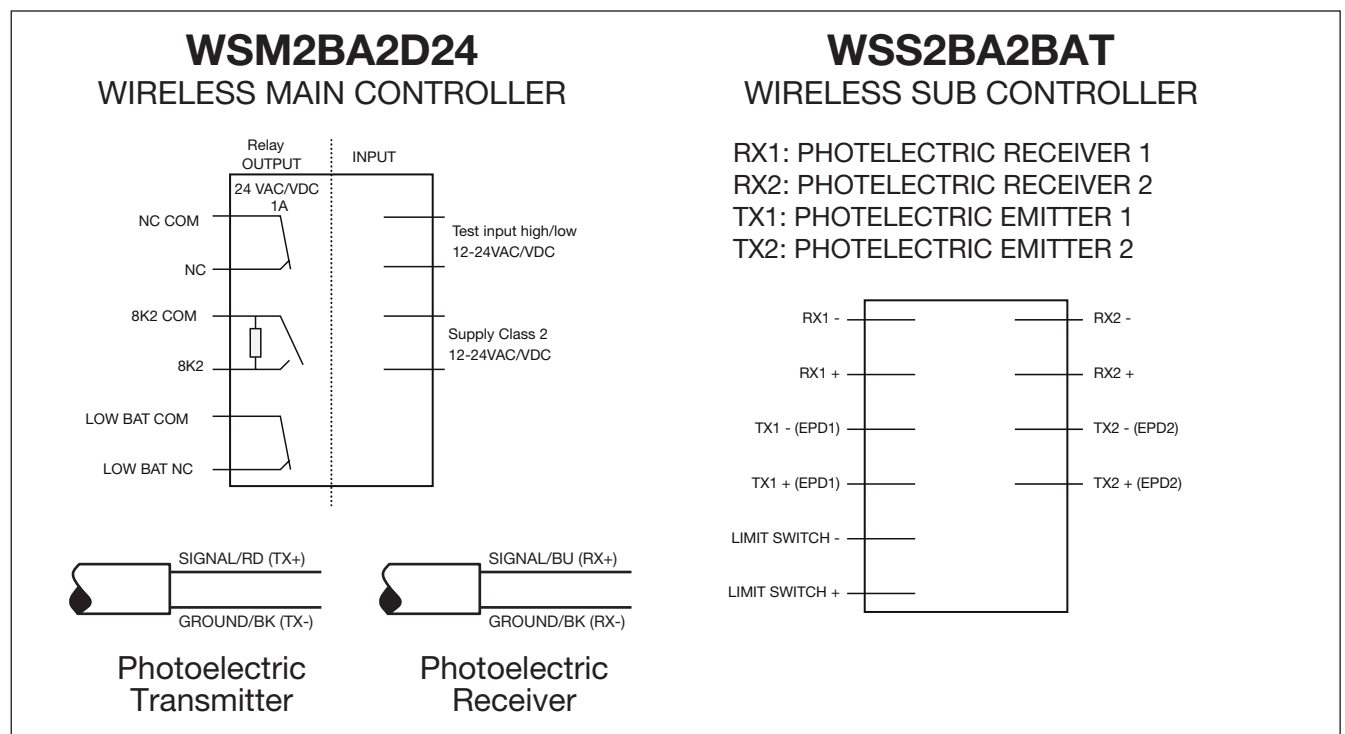 WSM2BA2D24
WIRELESS MAIN CONTROLLER
Relay
OUTPUT
INPUT
24 VAC/VDC
1A
NC COM
NC
8K2 COM
8K2
LOW BAT COM
LOW BAT NC
Test input high/low
12-24VAC/VDC
Supply Class 2
12-24VAC/VDC
SIGNAL/RD (TX+)
GROUND/BK (TX-)
Photoelectric
Transmitter
SIGNAL/BU (RX+)
GROUND/BK (RX-)
Photoelectric
Receiver
WSS2BA2BAT
WIRELESS SUB CONTROLLER
RX1: PHOTELECTRIC RECEIVER 1
RX2: PHOTELECTRIC RECEIVER 2
TX1: PHOTELECTRIC EMITTER 1
TX2: PHOTELECTRIC EMITTER 2
RX1 -
RX1 +
TX1 - (EPD1)
TX1 + (EPD1)
LIMIT SWITCH -
LIMIT SWITCH +
RX2 -
RX2 +
TX2 - (EPD2)
TX2 + (EPD2)